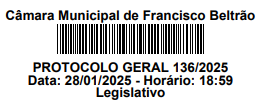 Câmara Municipal de Francisco Beltrão
PROTOCOLO GERAL 136/2025
Data: 28/01/2025 - Horário: 18:59
Legislativo